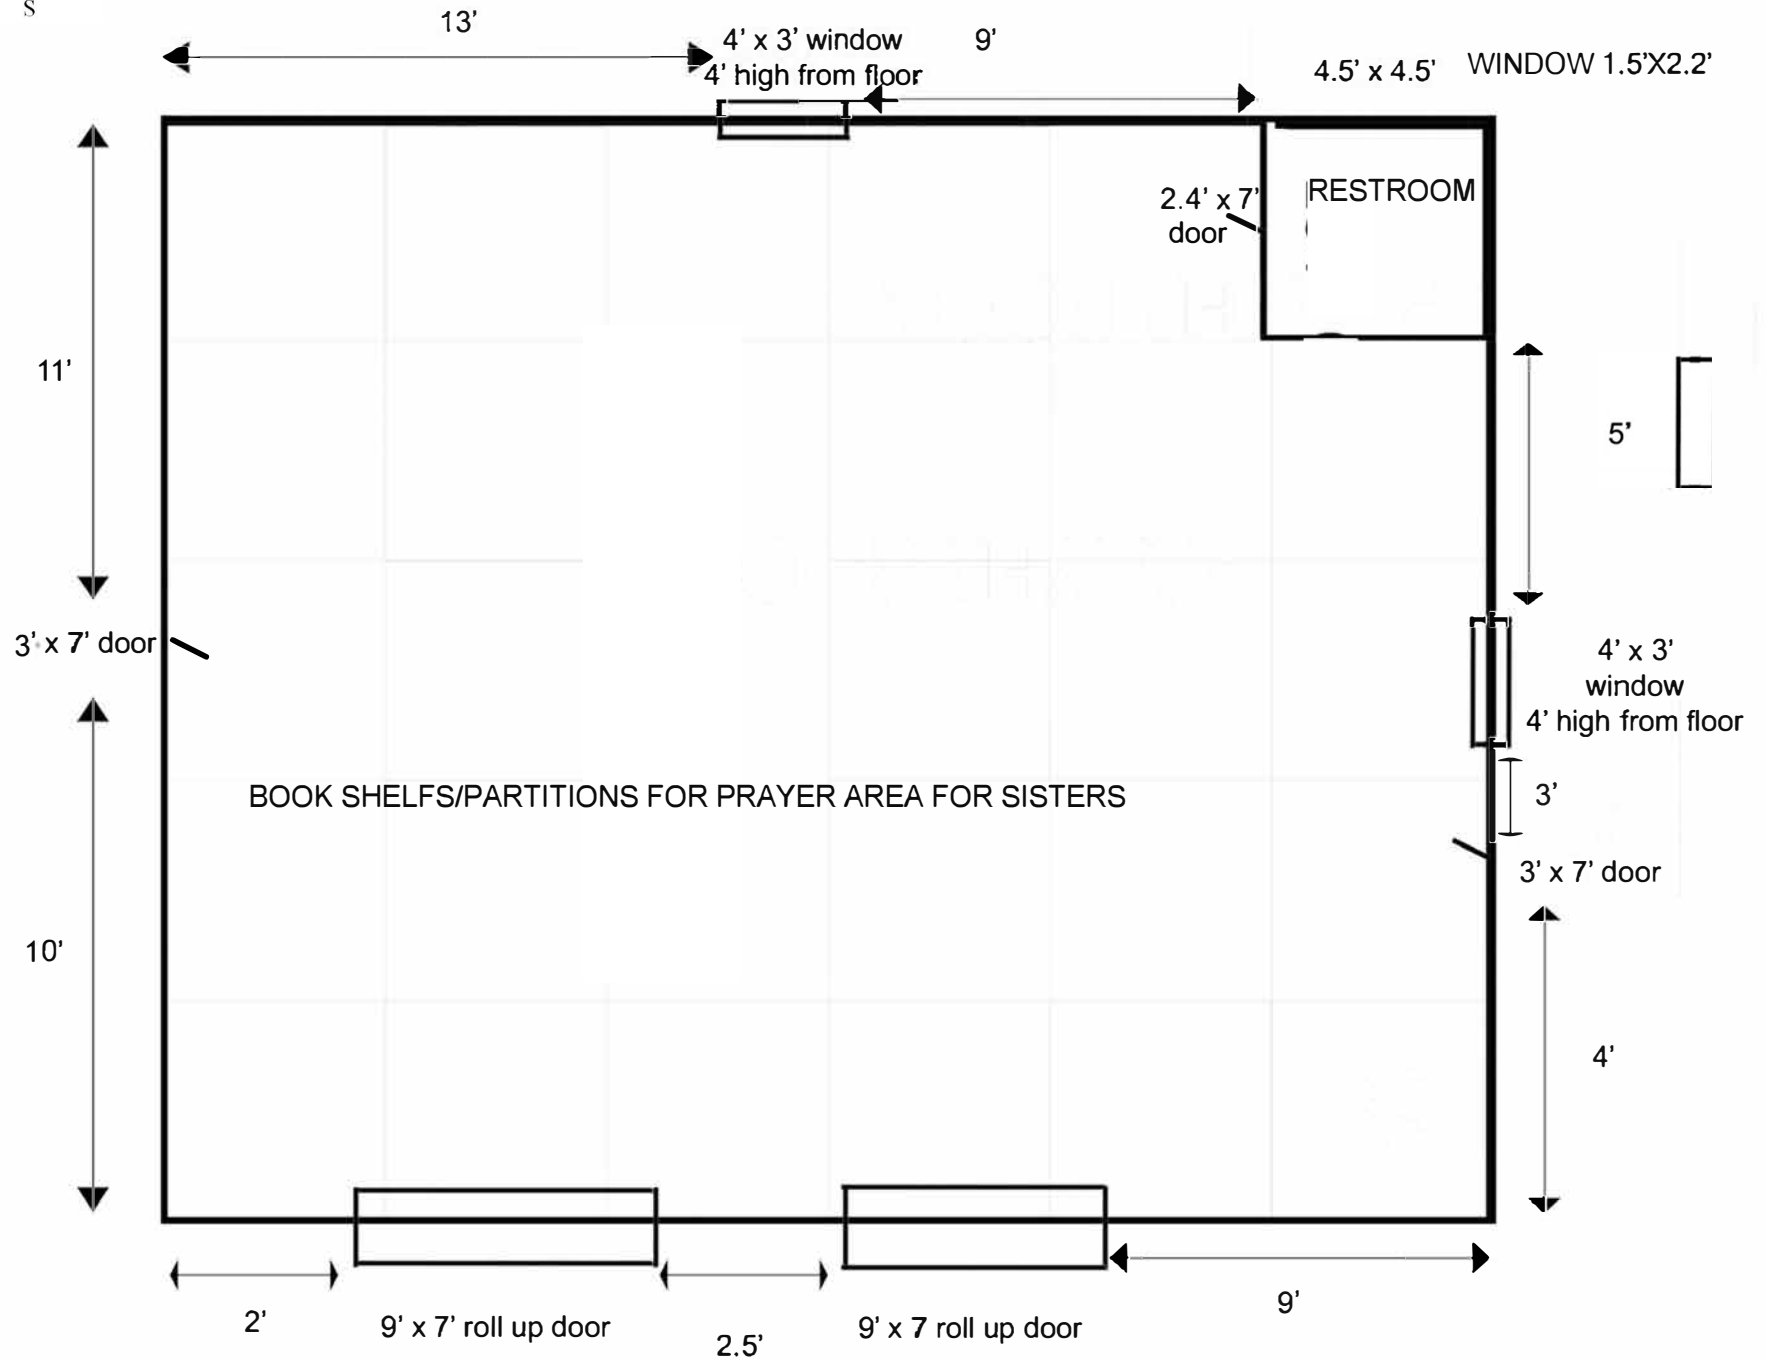 S
13’
4’ x 3’ window
4’ high from floor
9’
4.5’ x 4.5’
WINDOW 1.5’X2.2’
2.4’ x 7’
door
RESTROOM
11’
5’
3’ x 7’ door
4’ x 3’
window
4’ high from floor
BOOK SHELFS/PARTITIONS FOR PRAYER AREA FOR SISTERS
3’
3’ x 7’ door
10’
4’
2’
9’ x 7’ roll up door
2.5’
9’ x 7 roll up door
9’